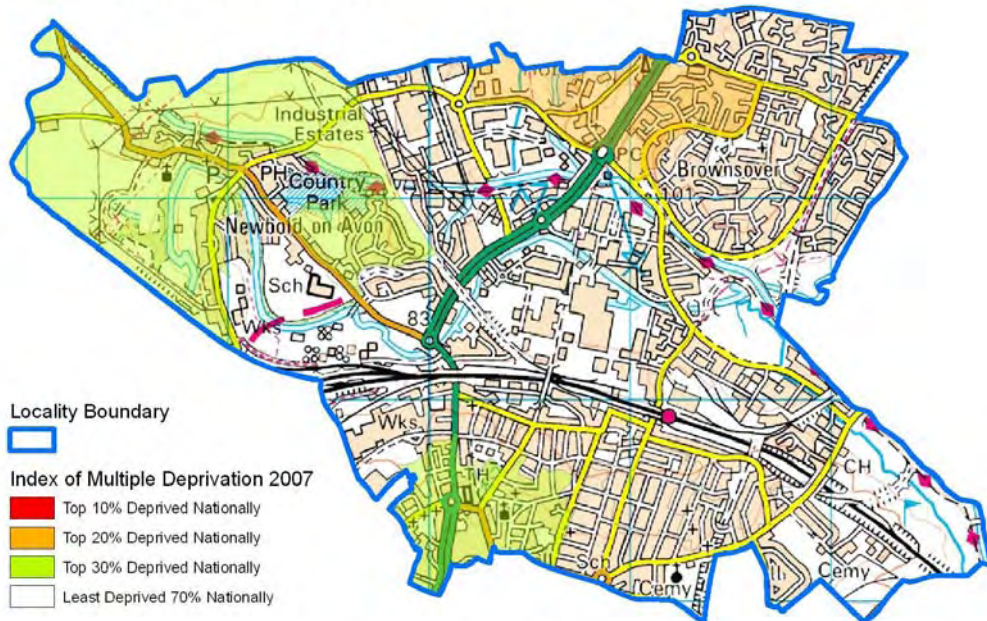 Industrial
Estates
PC
PH
Country
Park
Brownsover
101
Newbold on Avon
Sch
Wks
83
Locality Boundary
Wks
CH
Index of Multiple Deprivation 2007
Top 10% Deprived Nationally
Top 20% Deprived Nationally
Top 30% Deprived Nationally
Least Deprived 70% Nationally
Sch
Cemy
Cemy